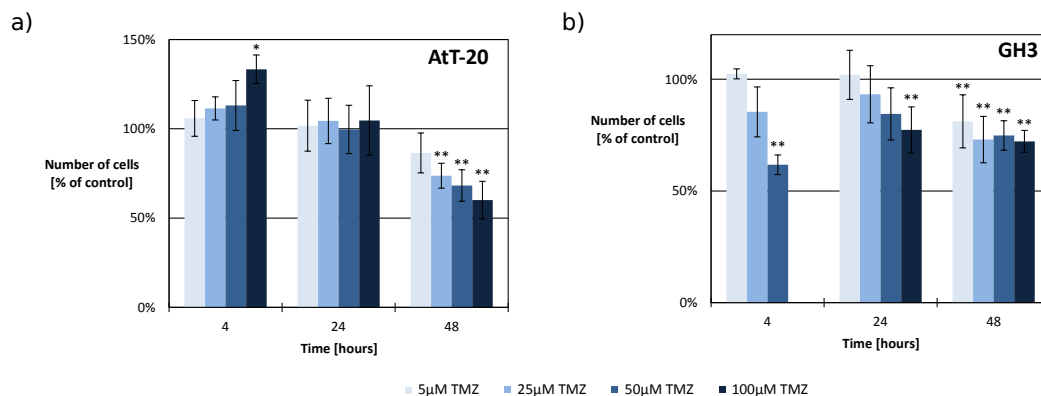 a)
150%
100%
50%
0%
Number of cells
[% of control]
AtT-20
*
** ** **
4 24 48
Time [hours]
b)
100%
50%
0%
Number of cells
[% of control]
GH3
**
**
** ** ** **
4 24 48
Time [hours]
5µM TMZ 25µM TMZ 50µM TMZ 100µM TMZ